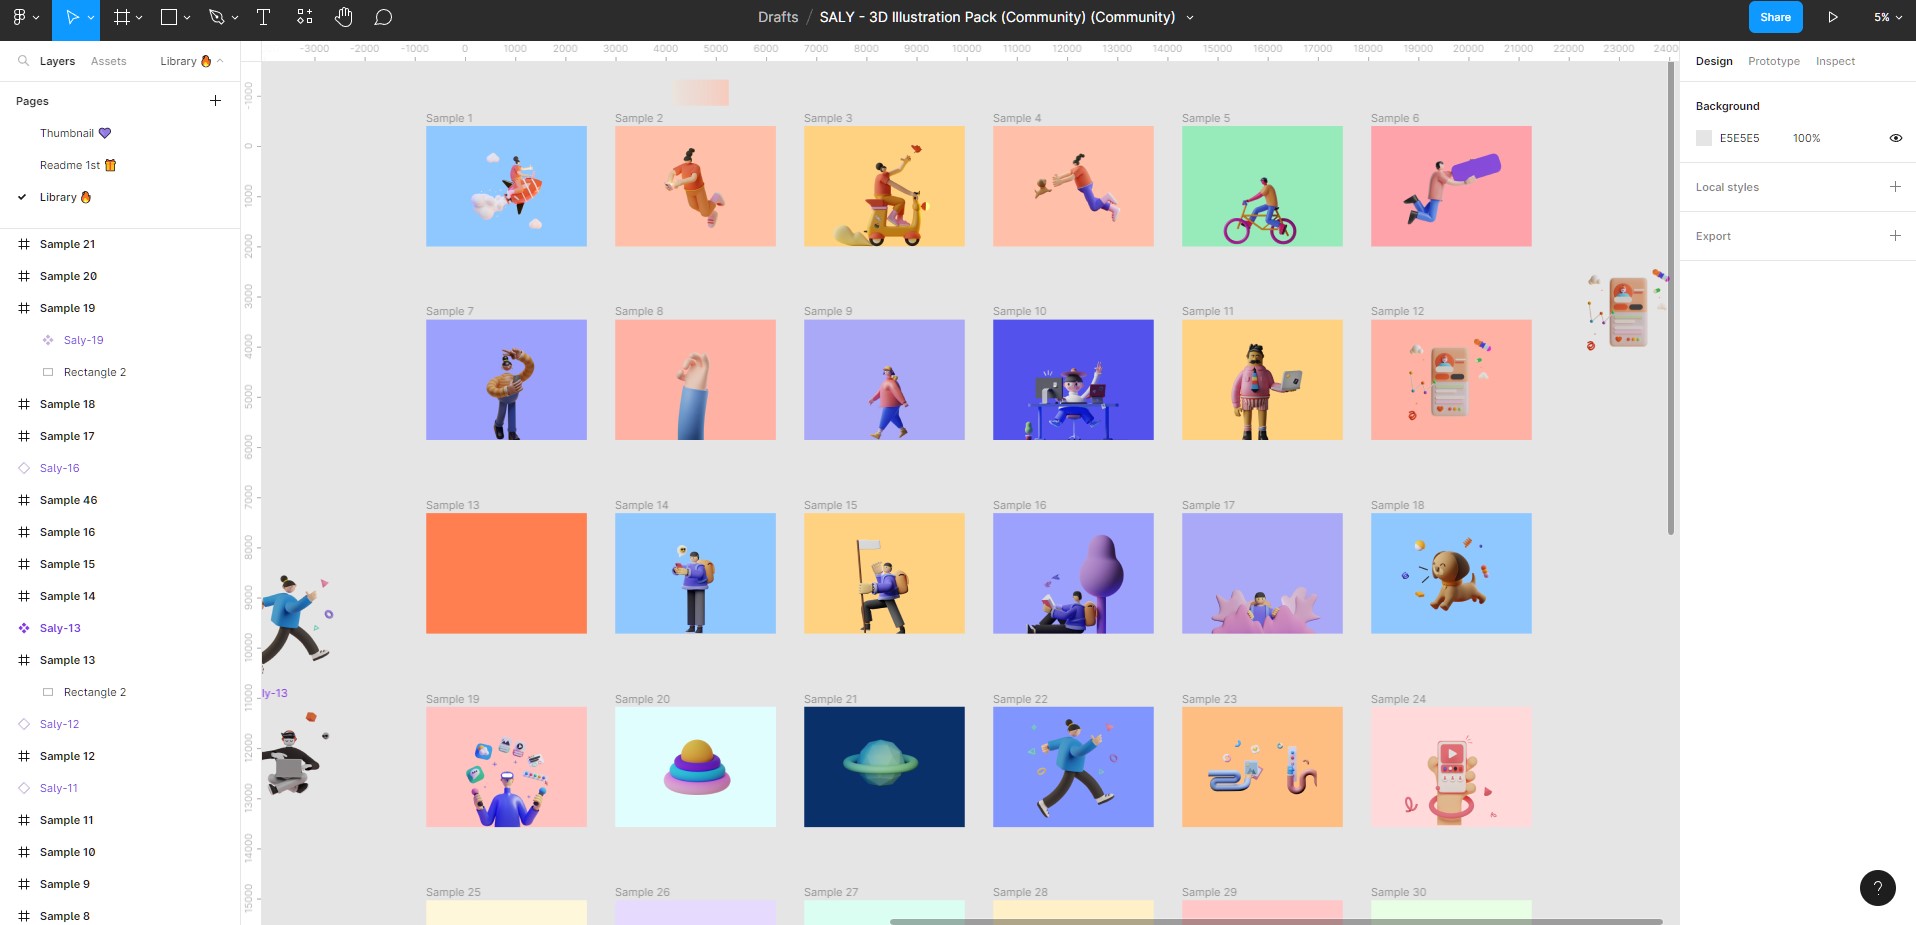 Drafts / SALY - 3D Illustration Pack (Community) (Community)
Share
5%
Layers Assets Library 🔥
Pages
Thumbnail 💜
Readme 1st 🎁
Library 🔥
Sample 21
Sample 20
Sample 19
Saly-19
Rectangle 2
Sample 18
Sample 17
Saly-16
Sample 46
Sample 16
Sample 15
Sample 14
Saly-13
Sample 13
Rectangle 2
Saly-12
Sample 12
Saly-11
Sample 11
Sample 10
Sample 9
Sample 8
-3000 -2000 -1000 0 1000 2000 3000 4000 5000 6000 7000 8000 9000 10000 11000 12000 13000 14000 15000 16000 17000 18000 19000 20000 21000 22000 23000 2400
-1000
0
1000
2000
3000
4000
5000
6000
7000
8000
9000
10000
11000
12000
13000
14000
15000
Sample 1 Sample 2 Sample 3 Sample 4 Sample 5 Sample 6
Sample 7 Sample 8 Sample 9 Sample 10 Sample 11 Sample 12
Sample 13 Sample 14 Sample 15 Sample 16 Sample 17 Sample 18
ly-13
Sample 19 Sample 20 Sample 21 Sample 22 Sample 23 Sample 24
Sample 25 Sample 26 Sample 27 Sample 28 Sample 29 Sample 30
Design Prototype Inspect
Background
E5E5E5 100%
Local styles
Export
?